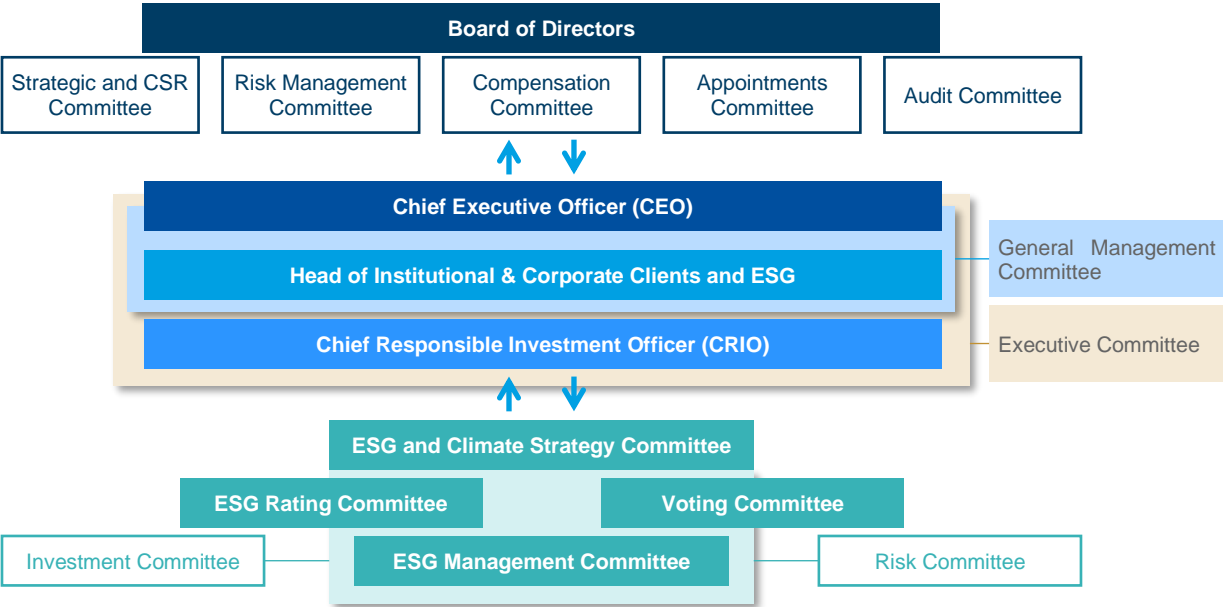 Board of Directors
Strategic and CSR
Committee
Risk Management
Committee
Compensation
Committee
Appointments
Committee
Audit Committee
Chief Executive Officer (CEO)
Head of Institutional & Corporate Clients and ESG
General Management
Committee
Chief Responsible Investment Officer (CRIO)
Executive Committee
ESG and Climate Strategy Committee
ESG Rating Committee
Voting Committee
Investment Committee
ESG Management Committee
Risk Committee